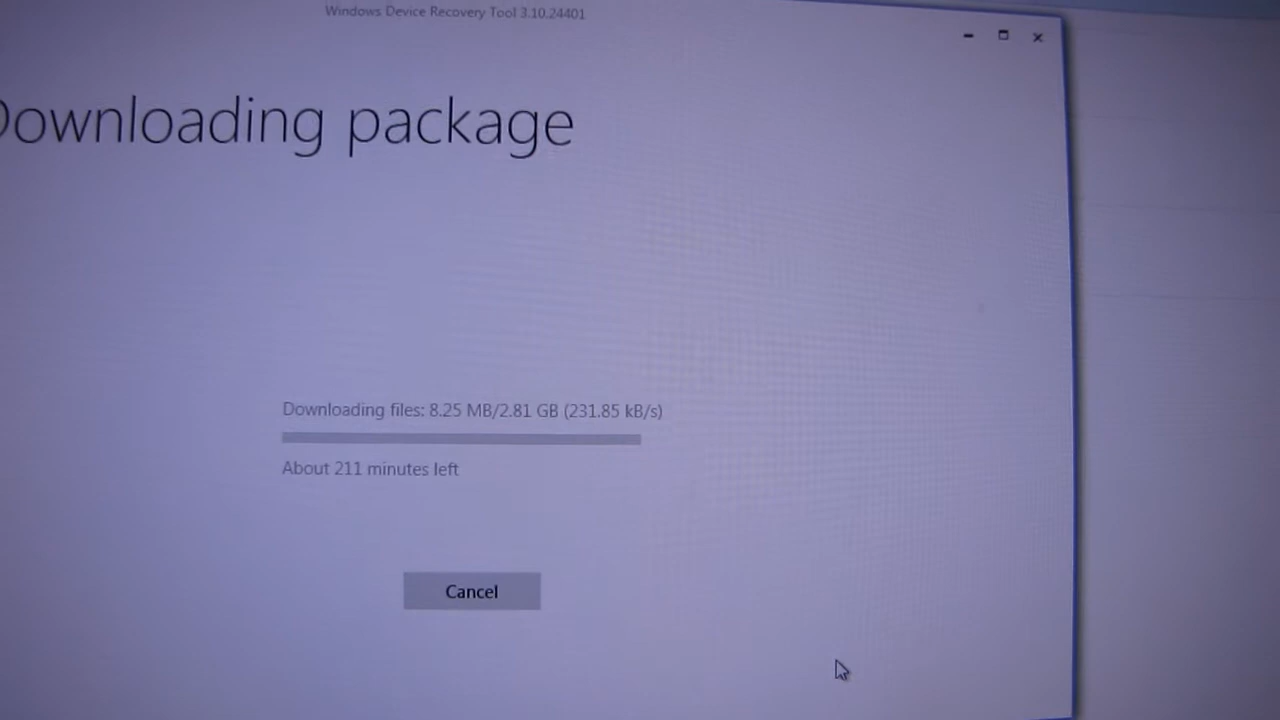 Windows Device Recovery Tool 3.10.24401
Downloading package
Downloading files: 8.25 MB/2.81 GB (231.85 kB/s)
About 211 minutes left
Cancel